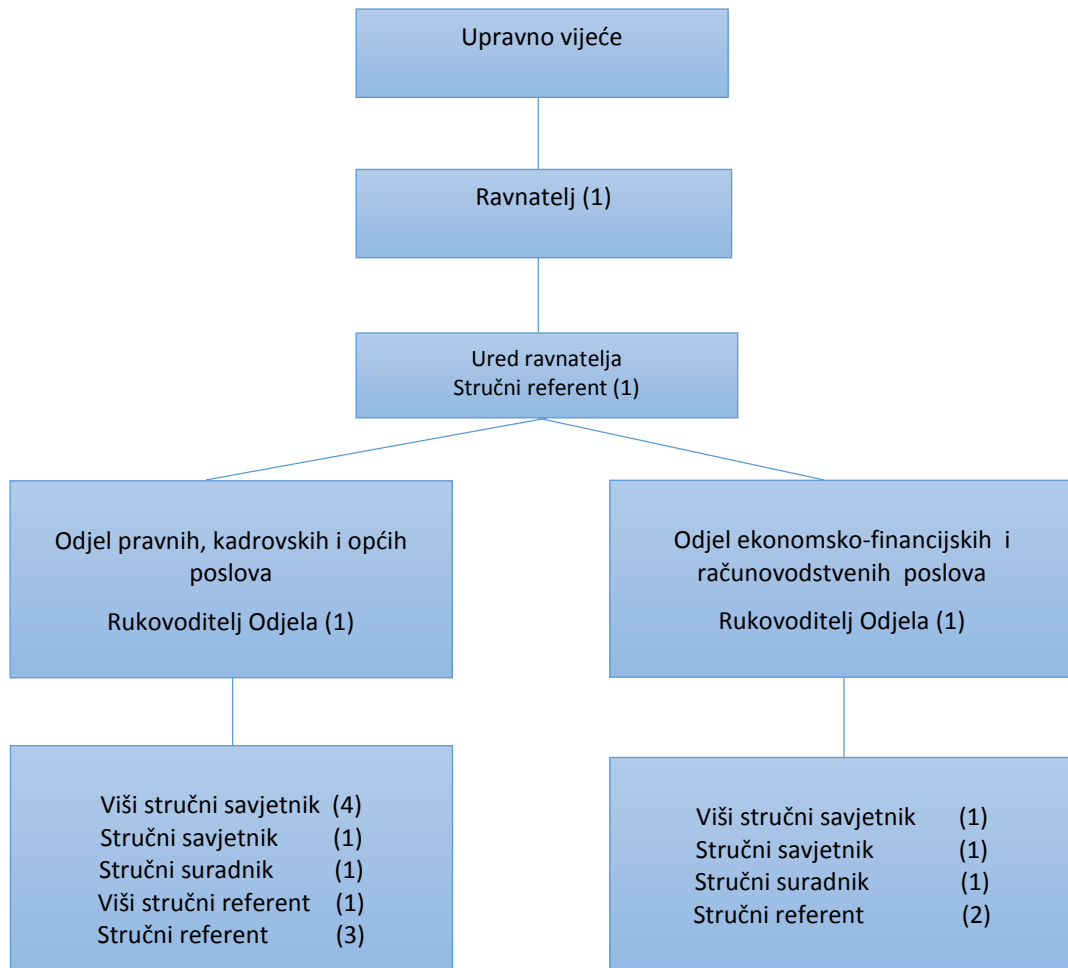 Upravno vijeće
Ravnatelj (1)
Ured ravnatelja
Stručni referent (1)
Odjel pravnih, kadrovskih i općih
poslova
Rukovoditelj Odjela (1)
Odjel ekonomsko-financijskih i
računovodstvenih poslova
Rukovoditelj Odjela (1)
Viši stručni savjetnik (4)
Stručni savjetnik (1)
Stručni suradnik (1)
Viši stručni referent (1)
Stručni referent (3)
Viši stručni savjetnik (1)
Stručni savjetnik (1)
Stručni suradnik (1)
Stručni referent (2)